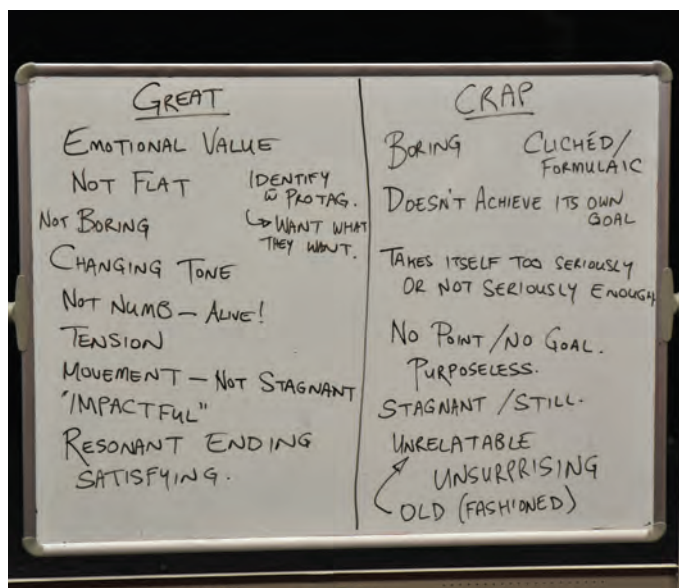 GREAT
EMOTIONAL VALUE
NOT FLAT
IDENTIFY
w̄ PROTAG.
↳ WANT WHAT
THEY WANT.
NOT BORING
CHANGING TONE
NOT NUMB — ALIVE!
TENSION
MOVEMENT — NOT STAGNANT
"IMPACTFUL"
RESONANT ENDING
SATISFYING.
CRAP
BORING
CLICHÉD/
FORMULAIC
DOESN'T ACHIEVE ITS OWN
GOAL
TAKES ITSELF TOO SERIOUSLY
OR NOT SERIOUSLY ENOUGH
NO POINT/NO GOAL.
PURPOSELESS.
STAGNANT/STILL.
UNRELATABLE
UNSURPRISING
OLD (FASHIONED)